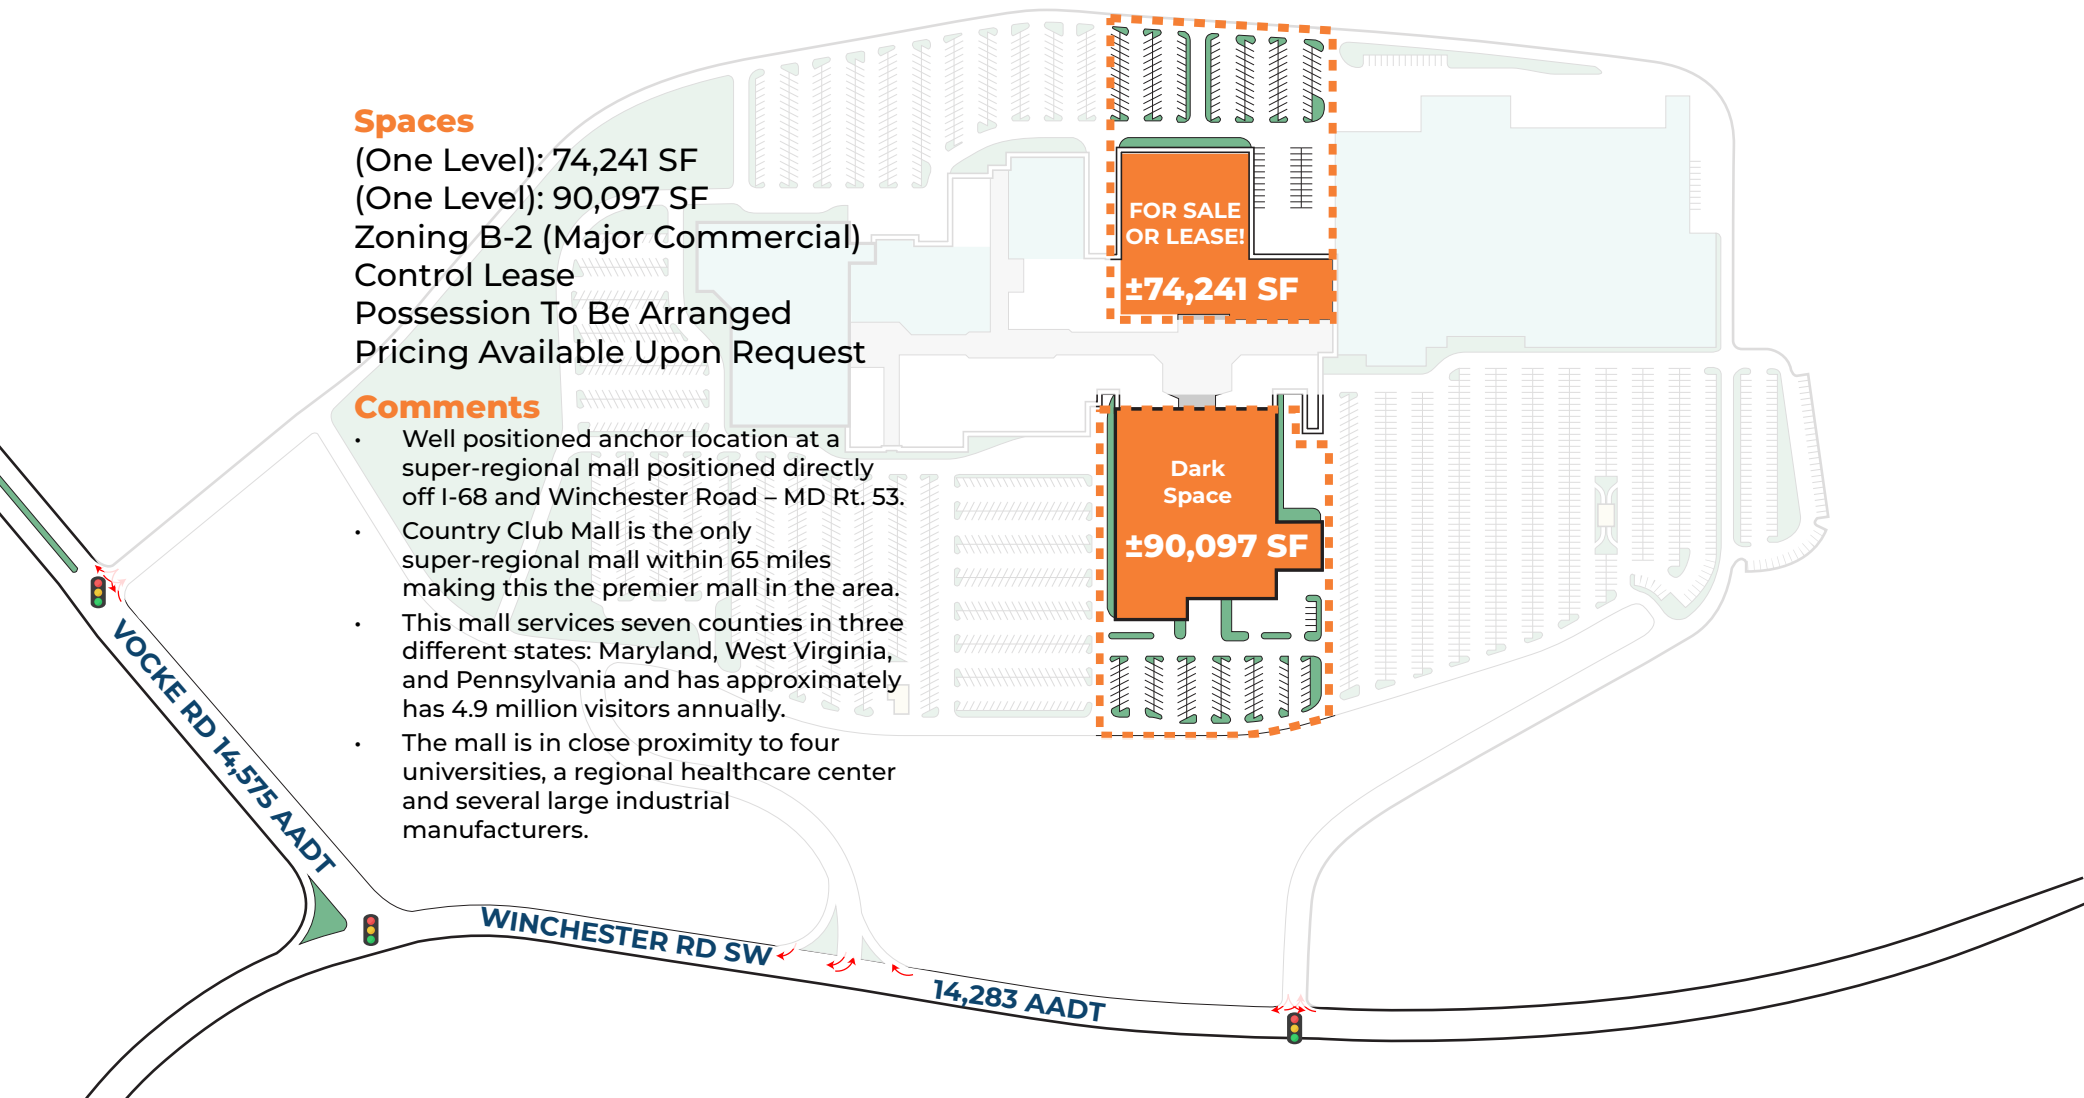 Spaces
(One Level): 74,241 SF
(One Level): 90,097 SF
Zoning B-2 (Major Commercial)
Control Lease
Possession To Be Arranged
Pricing Available Upon Request
Comments
• Well positioned anchor location at a
super-regional mall positioned directly
off I-68 and Winchester Road – MD Rt. 53.
• Country Club Mall is the only
super-regional mall within 65 miles
making this the premier mall in the area.
• This mall services seven counties in three
different states: Maryland, West Virginia,
and Pennsylvania and has approximately
has 4.9 million visitors annually.
• The mall is in close proximity to four
universities, a regional healthcare center
and several large industrial
manufacturers.
FOR SALE
OR LEASE!
±74,241 SF
Dark
Space
±90,097 SF
VOCKE RD 14,575 AADT
WINCHESTER RD SW
14,283 AADT